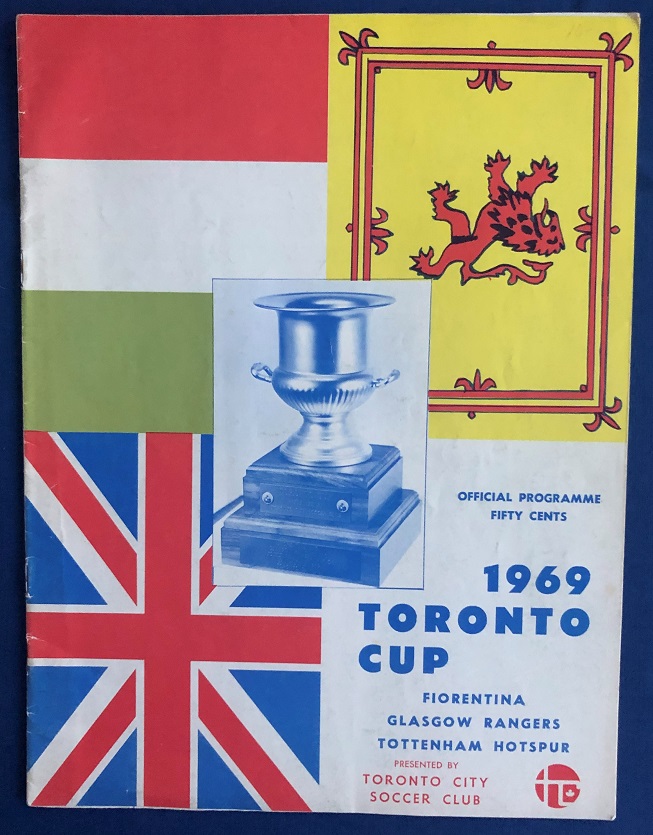 OFFICIAL PROGRAMME
FIFTY CENTS
1969
TORONTO
CUP
FIORENTINA
GLASGOW RANGERS
TOTTENHAM HOTSPUR
PRESENTED BY
TORONTO CITY
SOCCER CLUB